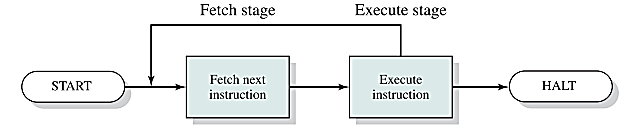 Fetch stage
Execute stage
START
Fetch next
instruction
Execute
instruction
HALT